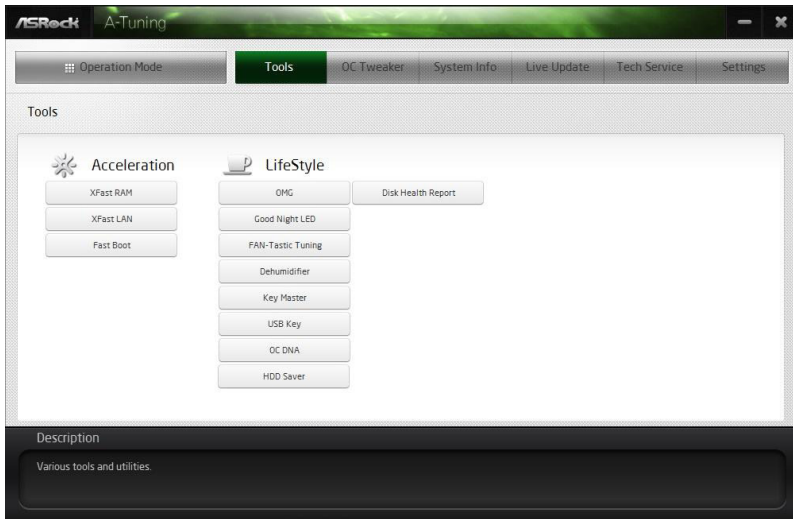 ASRock A-Tuning
Operation Mode Tools OC Tweaker System Info Live Update Tech Service Settings
Tools
Acceleration
XFast RAM
XFast LAN
Fast Boot
LifeStyle
OMG Disk Health Report
Good Night LED
FAN-Tastic Tuning
Dehumidifier
Key Master
USB Key
OC DNA
HDD Saver
Description
Various tools and utilities.